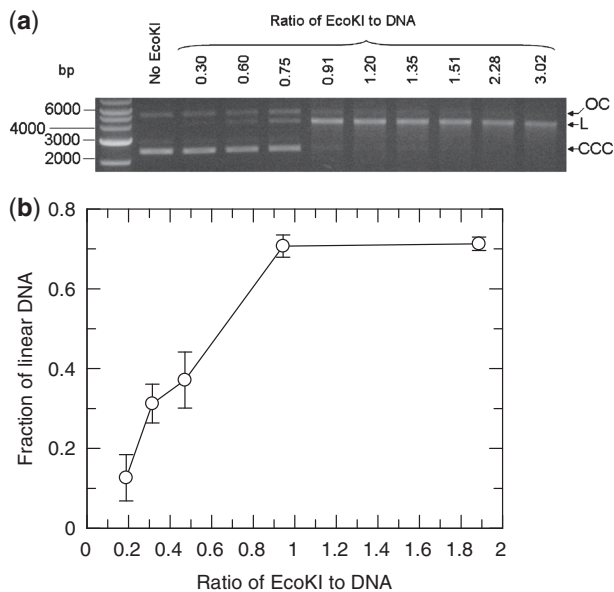 (a)
Ratio of EcoKI to DNA
bp
No EcoKI
0.30
0.60
0.75
0.91
1.20
1.35
1.51
2.28
3.02
6000
4000
3000
2000
OC
L
CCC
(b)
Fraction of linear DNA
0.8
0.6
0.4
0.2
0
0 0.2 0.4 0.6 0.8 1 1.2 1.4 1.6 1.8 2
Ratio of EcoKI to DNA